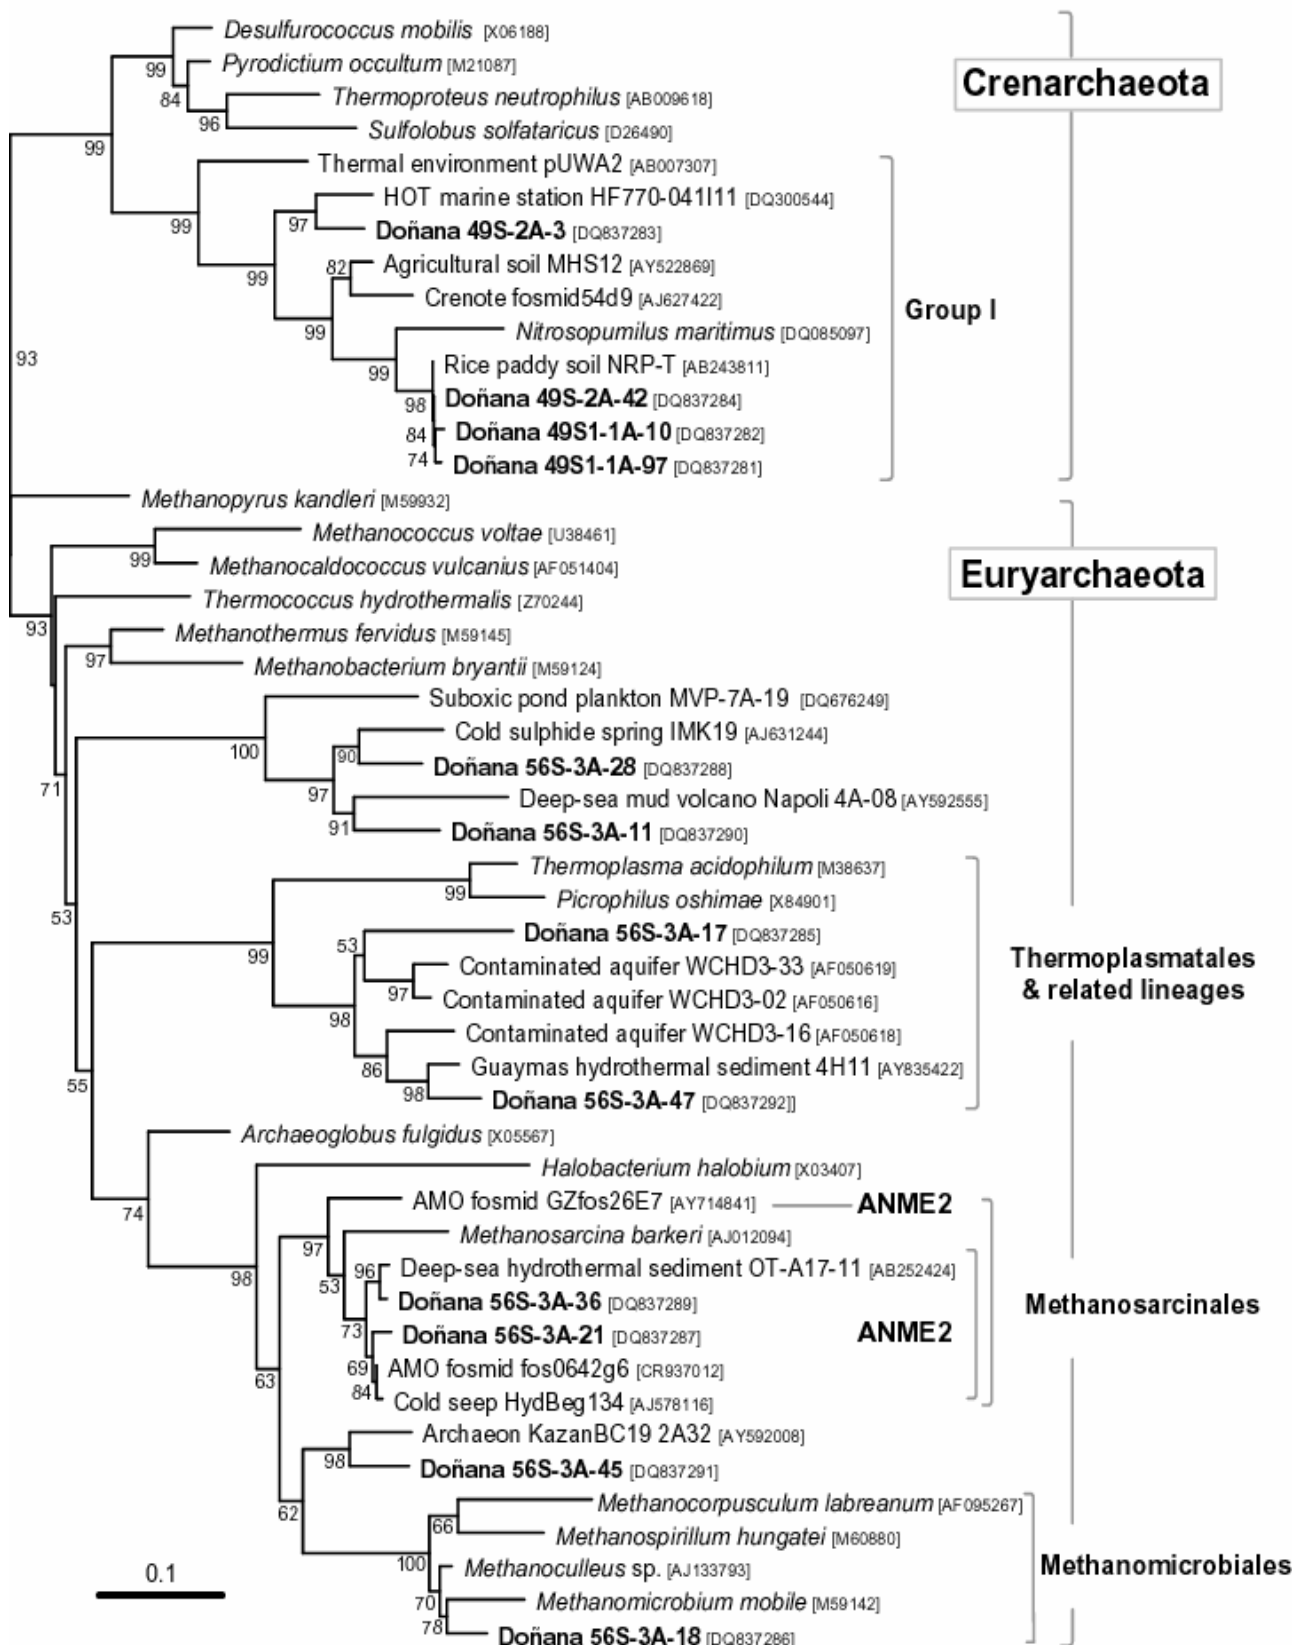 Desulfurococcus mobilis [X06188]
99
Pyrodictium occultum [M21087]
84
Crenarchaeota
Thermoproteus neutrophilus [AB009618]
96
Sulfolobus solfataricus [D26490]
99
Thermal environment pUWA2 [AB007307]
HOT marine station HF770-041I11 [DQ300544]
99
97
Doñana 49S-2A-3 [DQ837283]
82
Agricultural soil MHS12 [AY522869]
99
Crenote fosmid54d9 [AJ627422]
Group I
99
Nitrosopumilus maritimus [DQ085097]
93
Rice paddy soil NRP-T [AB243811]
99
Doñana 49S-2A-42 [DQ837284]
98
Doñana 49S1-1A-10 [DQ837282]
84
Doñana 49S1-1A-97 [DQ837281]
74
Methanopyrus kandleri [M59932]
Methanococcus voltae [U38461]
99
Methanocaldococcus vulcanius [AF051404]
Euryarchaeota
Thermococcus hydrothermalis [Z70244]
93
Methanothermus fervidus [M59145]
97
Methanobacterium bryantii [M59124]
Suboxic pond plankton MVP-7A-19 [DQ676249]
Cold sulphide spring IMK19 [AJ631244]
100
90
Doñana 56S-3A-28 [DQ837288]
71
97
Deep-sea mud volcano Napoli 4A-08 [AY592555]
91
Doñana 56S-3A-11 [DQ837290]
Thermoplasma acidophilum [M38637]
99
Picrophilus oshimae [X84901]
53
Doñana 56S-3A-17 [DQ837285]
53
99
Contaminated aquifer WCHD3-33 [AF050619]
Thermoplasmatales
& related lineages
97
Contaminated aquifer WCHD3-02 [AF050616]
98
Contaminated aquifer WCHD3-16 [AF050618]
86
Guaymas hydrothermal sediment 4H11 [AY835422]
55
98
Doñana 56S-3A-47 [DQ837292]]
Archaeoglobus fulgidus [X05567]
Halobacterium halobium [X03407]
74
AMO fosmid GZfos26E7 [AY714841]
ANME2
97
Methanosarcina barkeri [AJ012094]
98
53
96
Deep-sea hydrothermal sediment OT-A17-11 [AB252424]
Doñana 56S-3A-36 [DQ837289]
Methanosarcinales
73
Doñana 56S-3A-21 [DQ837287]
ANME2
69
AMO fosmid fos0642g6 [CR937012]
63
84
Cold seep HydBeg134 [AJ578116]
Archaeon KazanBC19 2A32 [AY592008]
98
Doñana 56S-3A-45 [DQ837291]
62
Methanocorpusculum labreanum [AF095267]
66
Methanospirillum hungatei [M60880]
100
Methanoculleus sp. [AJ133793]
Methanomicrobiales
0.1
70
Methanomicrobium mobile [M59142]
78
Doñana 56S-3A-18 [DQ837286]